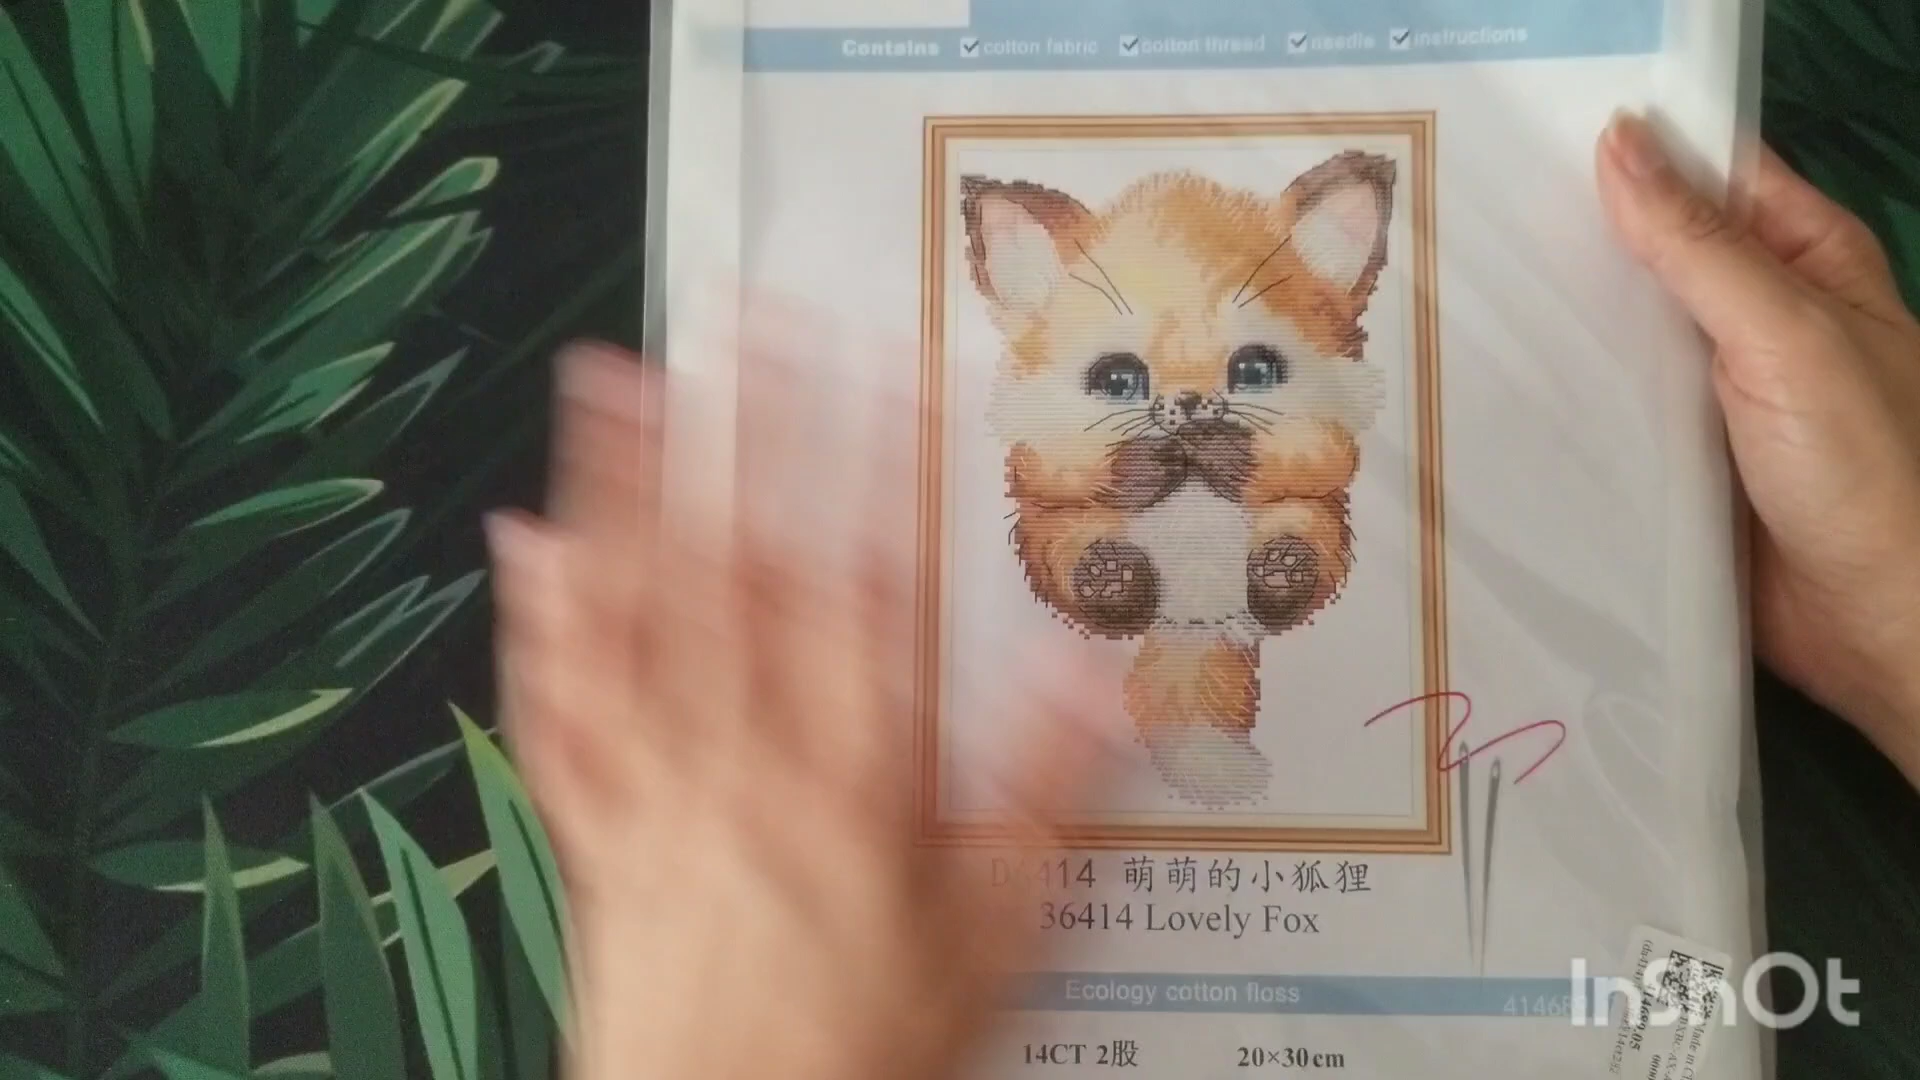 Contains cotton fabric cotton thread needle instructions
D6414 萌萌的小狐狸
36414 Lovely Fox
Ecology cotton floss
14CT 2股 20×30cm
InShOt